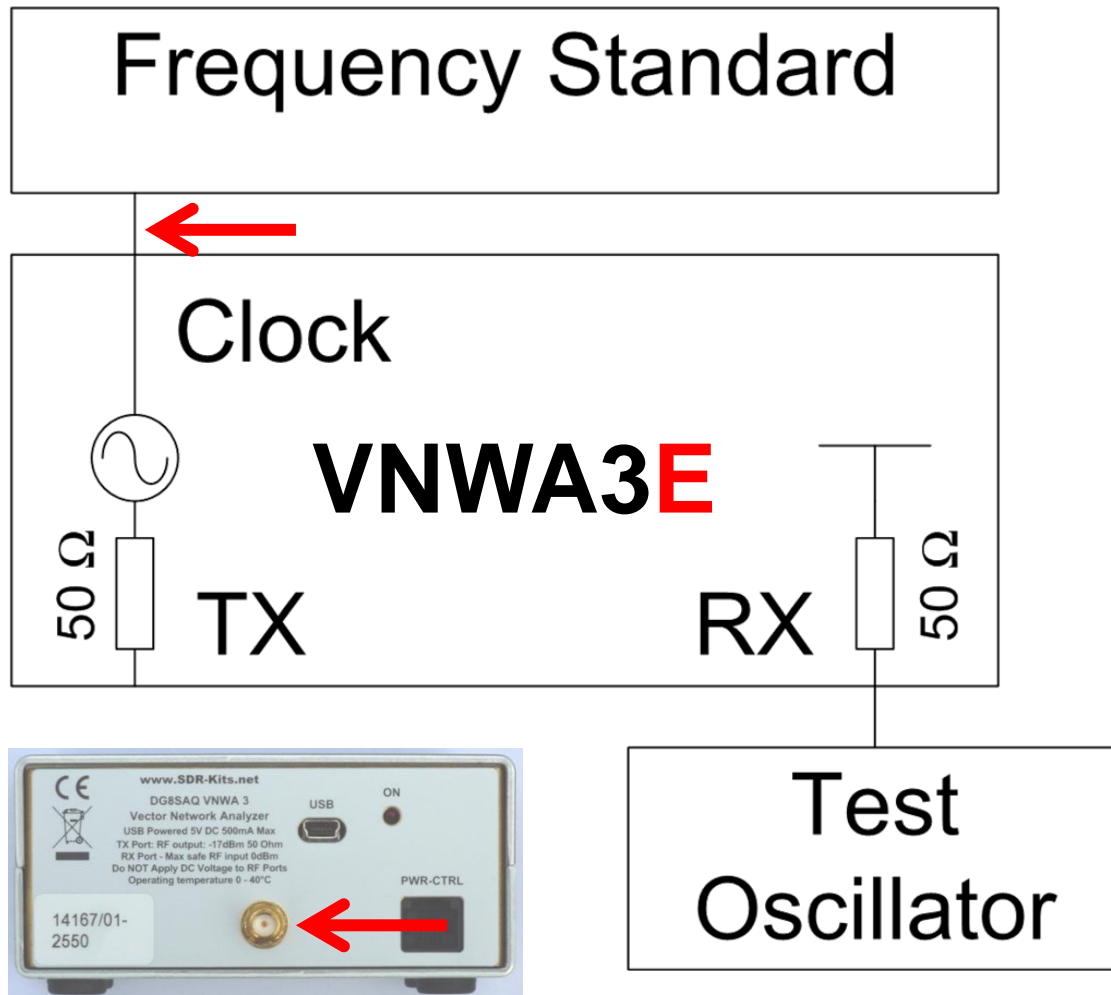 Frequency Standard
Clock
VNWA3E
50 Ω
TX
RX
50 Ω
Test
Oscillator
CE
www.SDR-Kits.net
DG8SAQ VNWA 3
Vector Network Analyzer
USB Powered 5V DC 500mA Max
TX Port: RF output: -17dBm 50 Ohm
RX Port - Max safe RF input 0dBm
Do NOT Apply DC Voltage to RF Ports
Operating temperature 0 - 40°C
USB
ON
PWR-CTRL
14167/01-
2550